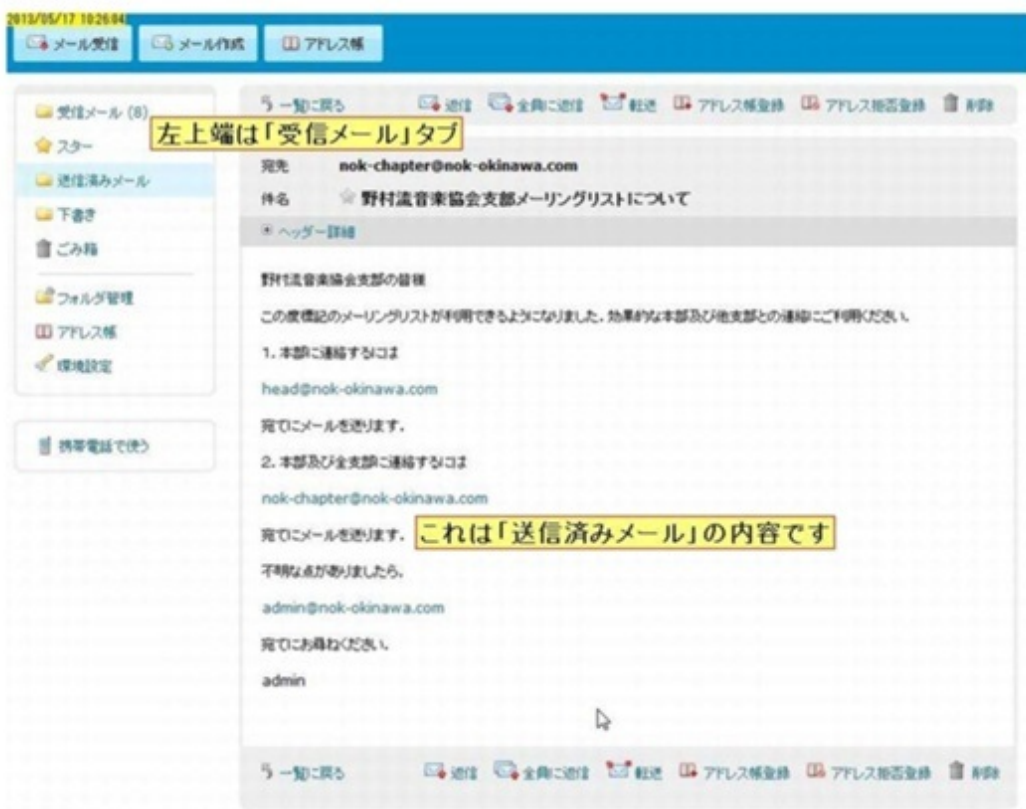 2013/05/17 10:26:04
メール受信 メール作成 アドレス帳
受信メール (8)
スター
送信済みメール
下書き
ごみ箱
フォルダ管理
アドレス帳
環境設定
携帯電話で使う
左上端は「受信メール」タブ
一覧に戻る 返信 全員に返信 転送 アドレス帳登録 アドレス拒否登録 削除
宛先 nok-chapter@nok-okinawa.com
件名 野村流音楽協会支部メーリングリストについて
ヘッダー詳細
野村流音楽協会支部の皆様
この度標記のメーリングリストが利用できるようになりました。効果的な本部及び他支部との連絡にご利用ください。
1. 本部に連絡するには
head@nok-okinawa.com
宛てにメールを送ります。
2. 本部及び全支部に連絡するには
nok-chapter@nok-okinawa.com
宛てにメールを送ります。
これは「送信済みメール」の内容です
不明な点がありましたら、
admin@nok-okinawa.com
宛てにお尋ねください。
admin
一覧に戻る 返信 全員に返信 転送 アドレス帳登録 アドレス拒否登録 削除